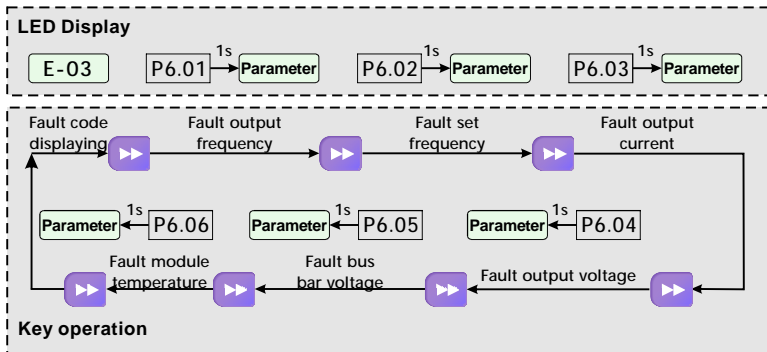 LED Display
E-03
P6.01
1s
Parameter
P6.02
1s
Parameter
P6.03
1s
Parameter
Fault code
displaying
Fault output
frequency
Fault set
frequency
Fault output
current
Parameter
1s
P6.06
Parameter
1s
P6.05
Parameter
1s
P6.04
Fault module
temperature
Fault bus
bar voltage
Fault output voltage
Key operation